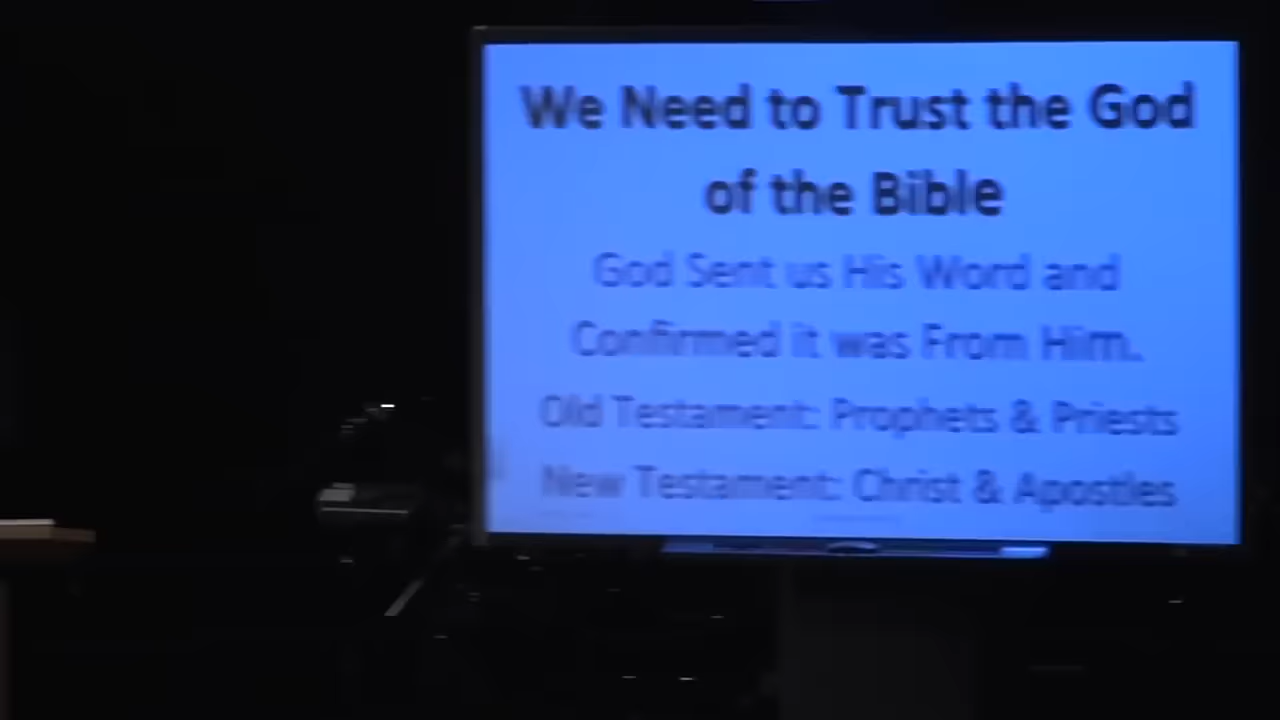 We Need to Trust the God
of the Bible
God Sent us His Word and
Confirmed it was From Him.
Old Testament: Prophets & Priests
New Testament: Christ & Apostles